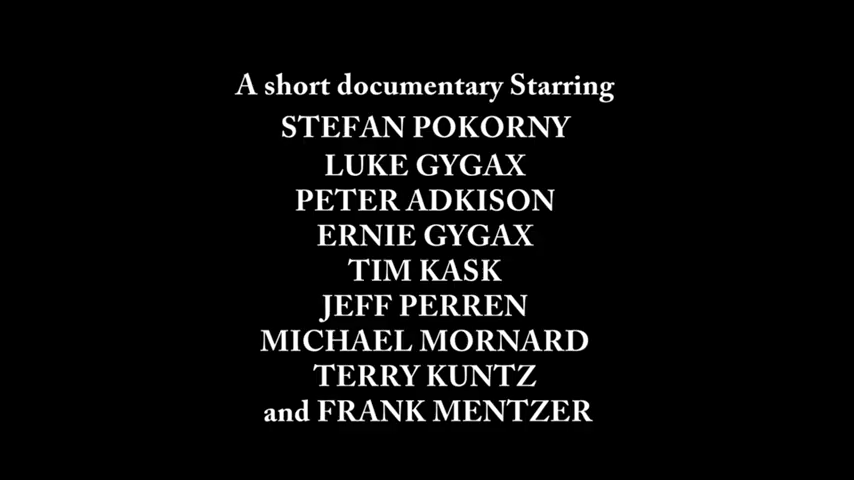 A short documentary Starring
STEFAN POKORNY
LUKE GYGAX
PETER ADKISON
ERNIE GYGAX
TIM KASK
JEFF PERREN
MICHAEL MORNARD
TERRY KUNTZ
and FRANK MENTZER